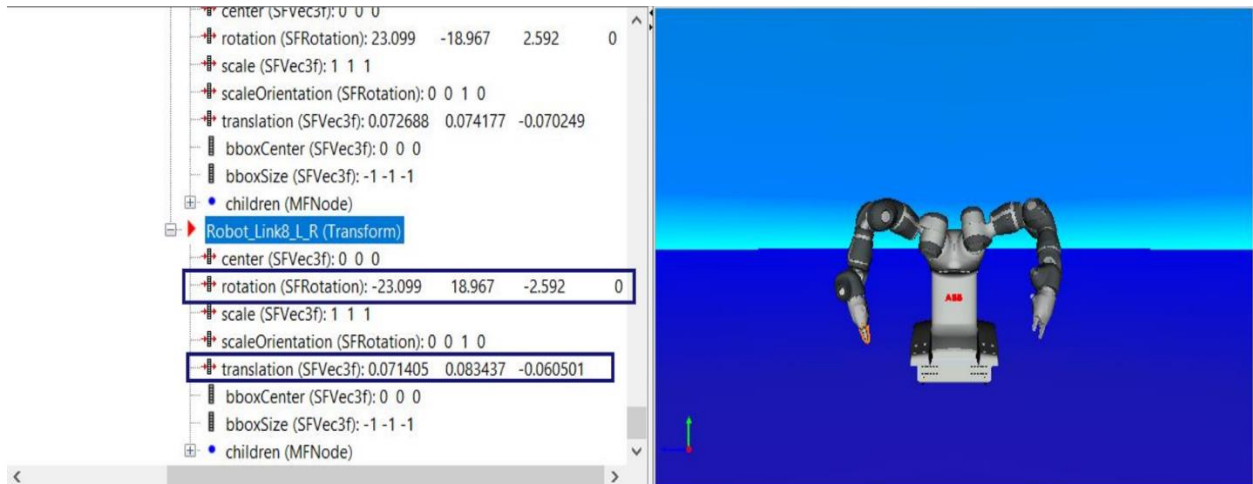 center (SFVec3f): 0 0 0
rotation (SFRotation): 23.099 -18.967 2.592 0
scale (SFVec3f): 1 1 1
scaleOrientation (SFRotation): 0 0 1 0
translation (SFVec3f): 0.072688 0.074177 -0.070249
bboxCenter (SFVec3f): 0 0 0
bboxSize (SFVec3f): -1 -1 -1
children (MFNode)
Robot_Link8_L_R (Transform)
center (SFVec3f): 0 0 0
rotation (SFRotation): -23.099 18.967 -2.592 0
scale (SFVec3f): 1 1 1
scaleOrientation (SFRotation): 0 0 1 0
translation (SFVec3f): 0.071405 0.083437 -0.060501
bboxCenter (SFVec3f): 0 0 0
bboxSize (SFVec3f): -1 -1 -1
children (MFNode)
ABB